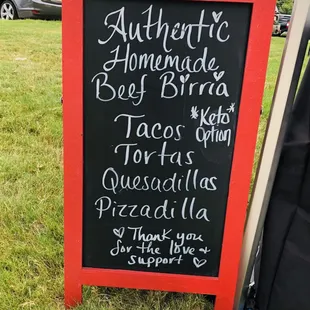 Authentic
Homemade
Beef Birria
*Keto*
Option
Tacos
Tortas
Quesadillas
Pizzadilla
Thank you
for the love +
support